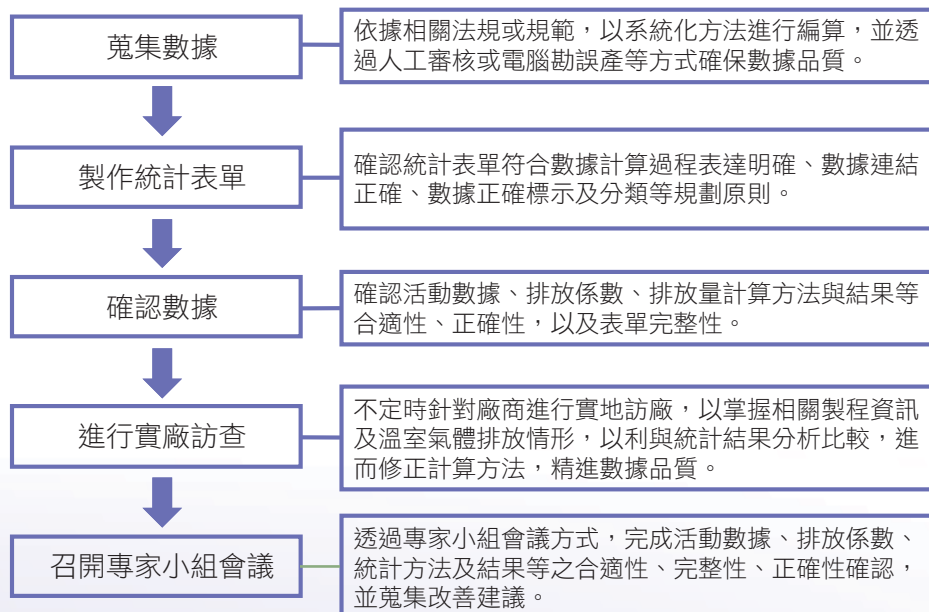 蒐集數據
依據相關法規或規範，以系統化方法進行編算，並透
過人工審核或電腦勘誤產等方式確保數據品質。
製作統計表單
確認統計表單符合數據計算過程表達明確、數據連結
正確、數據正確標示及分類等規劃原則。
確認數據
確認活動數據、排放係數、排放量計算方法與結果等
合適性、正確性，以及表單完整性。
進行實廠訪查
不定時針對廠商進行實地訪廠，以掌握相關製程資訊
及溫室氣體排放情形，以利與統計結果分析比較，進
而修正計算方法，精進數據品質。
召開專家小組會議
透過專家小組會議方式，完成活動數據、排放係數、
統計方法及結果等之合適性、完整性、正確性確認，
並蒐集改善建議。